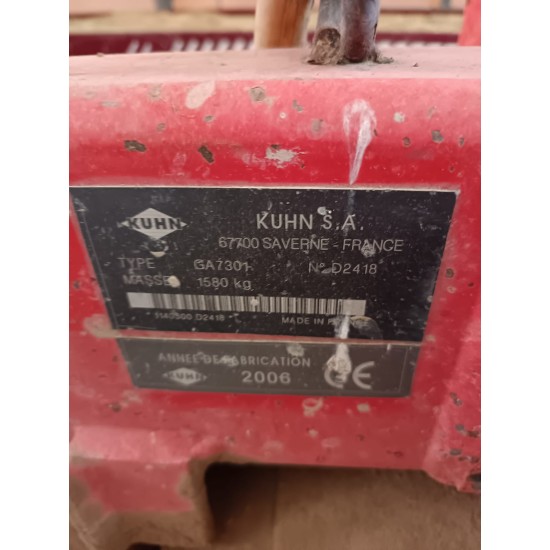 KUHN
KUHN S.A.
67700 SAVERNE - FRANCE
TYPE GA7301 N° D2418
MASSE 1580 kg
D2418 MADE IN
ANNEE DE FABRICATION
KUHN 2006 CE